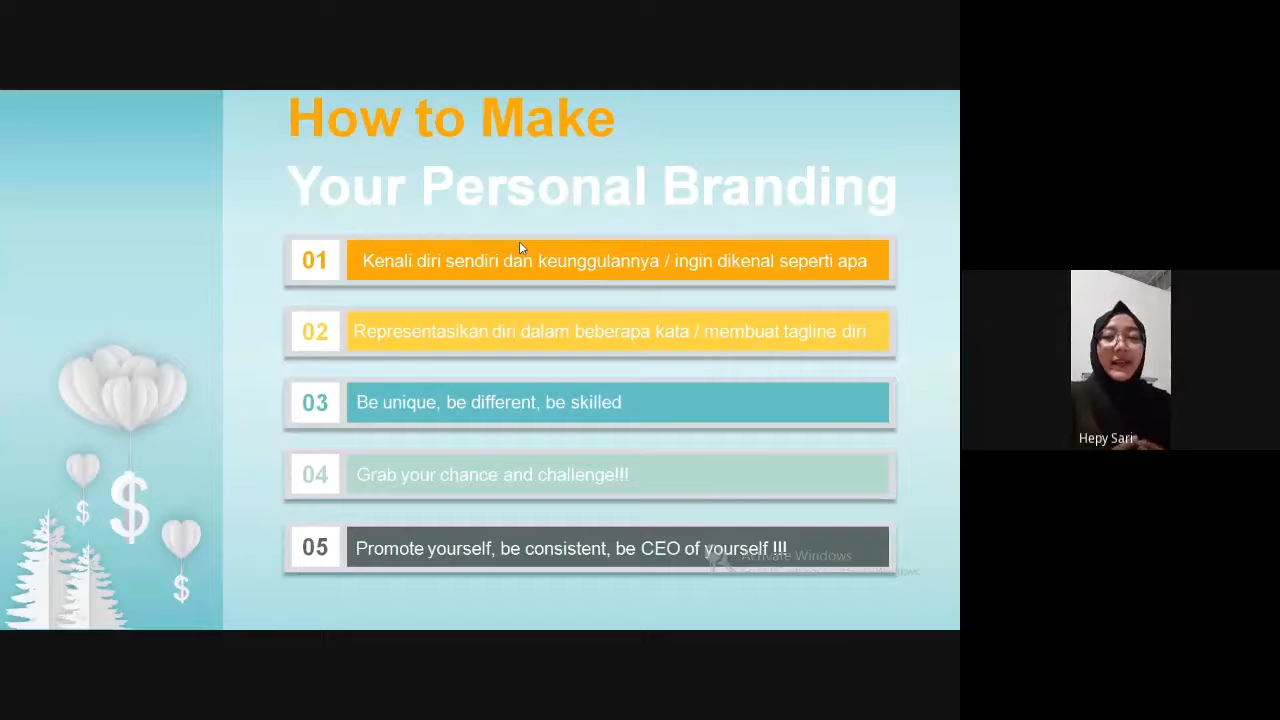 How to Make
Your Personal Branding
01 Kenali diri sendiri dan keunggulannya / ingin dikenal seperti apa
02 Representasikan diri dalam beberapa kata / membuat tagline diri
03 Be unique, be different, be skilled
04 Grab your chance and challenge!!!
05 Promote yourself, be consistent, be CEO of yourself !!!
Activate Windows
$
$
$
Hepy Sari